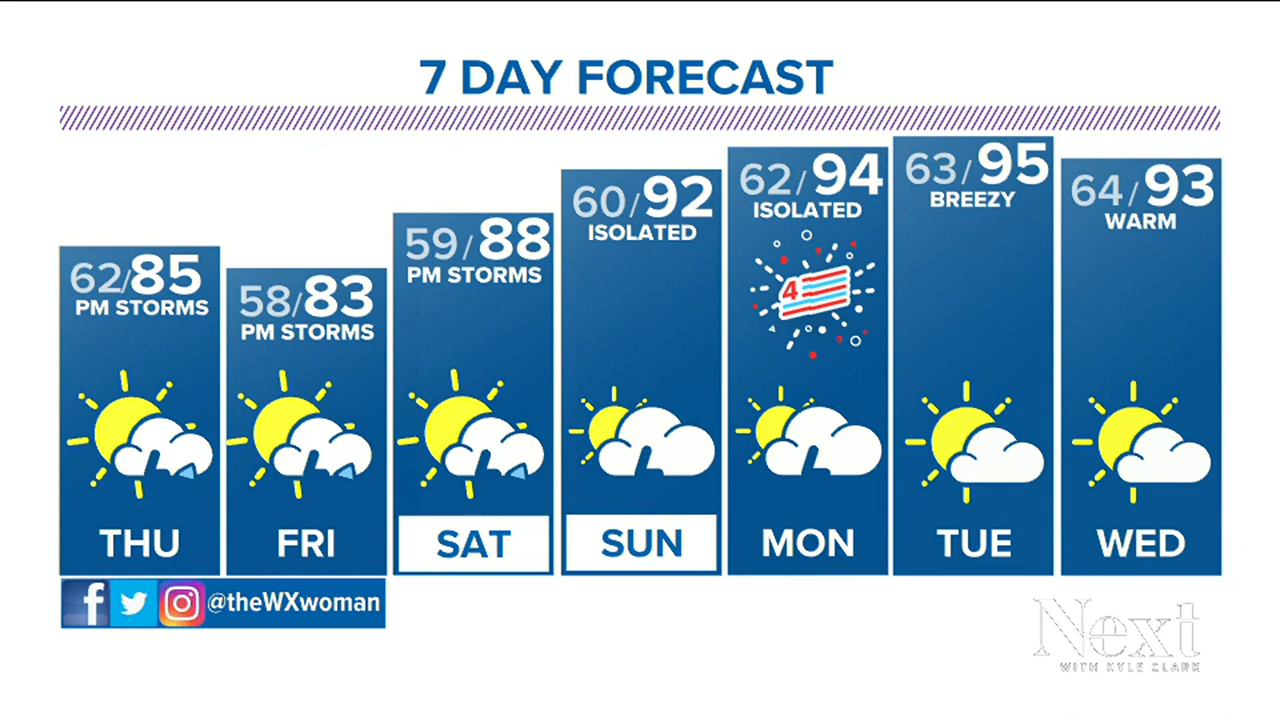 7 DAY FORECAST
62/85
PM STORMS
THU
58/83
PM STORMS
FRI
59/88
PM STORMS
SAT
60/92
ISOLATED
SUN
62/94
ISOLATED
4
MON
63/95
BREEZY
TUE
64/93
WARM
WED
@theWXwoman
Next
WITH KYLE CLARK